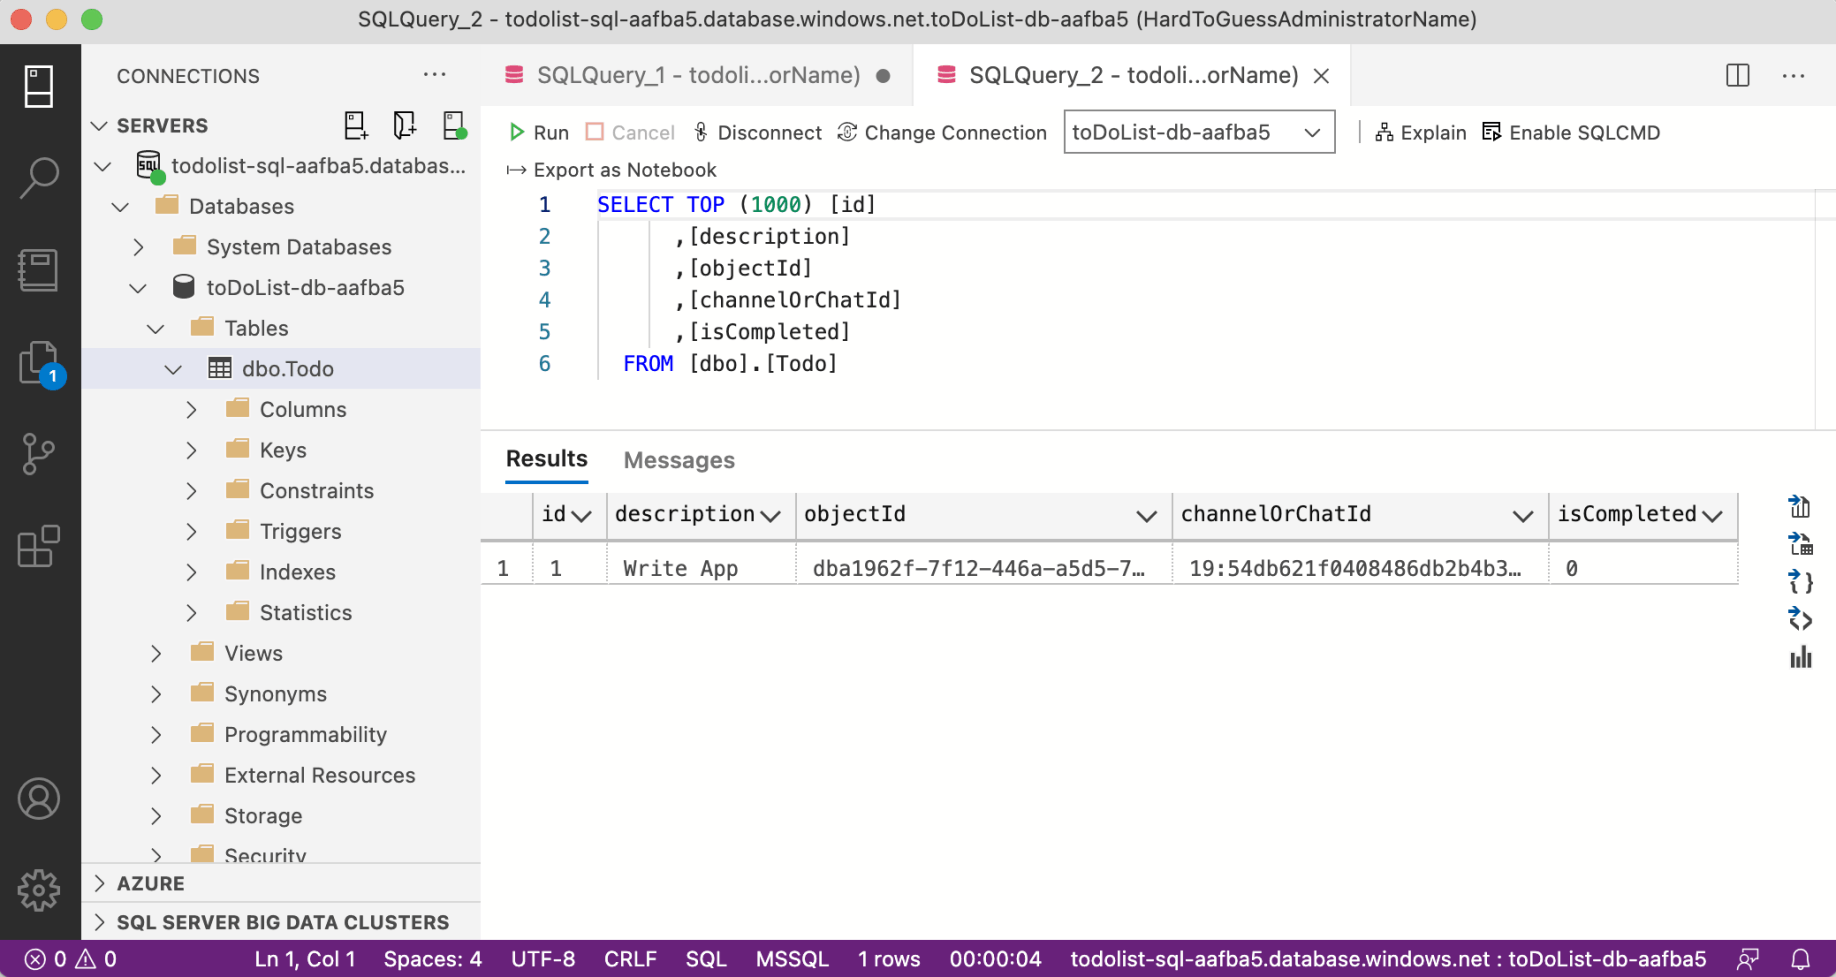 SQLQuery_2 - todolist-sql-aafba5.database.windows.net.toDoList-db-aafba5 (HardToGuessAdministratorName)
CONNECTIONS
SERVERS
todolist-sql-aafba5.databas...
Databases
System Databases
toDoList-db-aafba5
Tables
dbo.Todo
Columns
Keys
Constraints
Triggers
Indexes
Statistics
Views
Synonyms
Programmability
External Resources
Storage
Security
AZURE
SQL SERVER BIG DATA CLUSTERS
1
SQLQuery_1 - todoli...orName)
SQLQuery_2 - todoli...orName)
Run Cancel Disconnect Change Connection toDoList-db-aafba5 Explain Enable SQLCMD
Export as Notebook
1 SELECT TOP (1000) [id]
2 ,[description]
3 ,[objectId]
4 ,[channelOrChatId]
5 ,[isCompleted]
6 FROM [dbo].[Todo]
Results Messages
id description objectId channelOrChatId isCompleted
1 1 Write App dba1962f-7f12-446a-a5d5-7... 19:54db621f0408486db2b4b3... 0
0 0 Ln 1, Col 1 Spaces: 4 UTF-8 CRLF SQL MSSQL 1 rows 00:00:04 todolist-sql-aafba5.database.windows.net : toDoList-db-aafba5